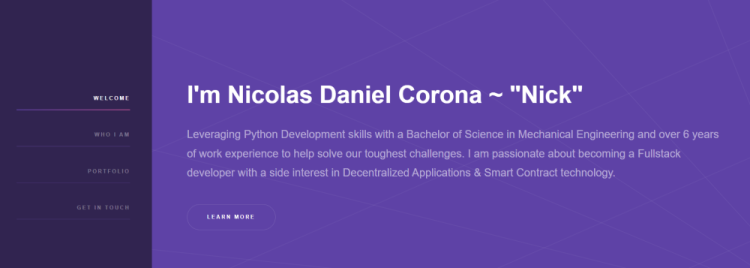 WELCOME
WHO I AM
PORTFOLIO
GET IN TOUCH
I'm Nicolas Daniel Corona ~ "Nick"
Leveraging Python Development skills with a Bachelor of Science in Mechanical Engineering and over 6 years
of work experience to help solve our toughest challenges. I am passionate about becoming a Fullstack
developer with a side interest in Decentralized Applications & Smart Contract technology.
LEARN MORE